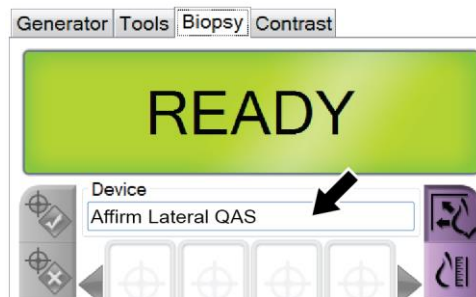 Generator Tools Biopsy Contrast
READY
Device
Affirm Lateral QAS